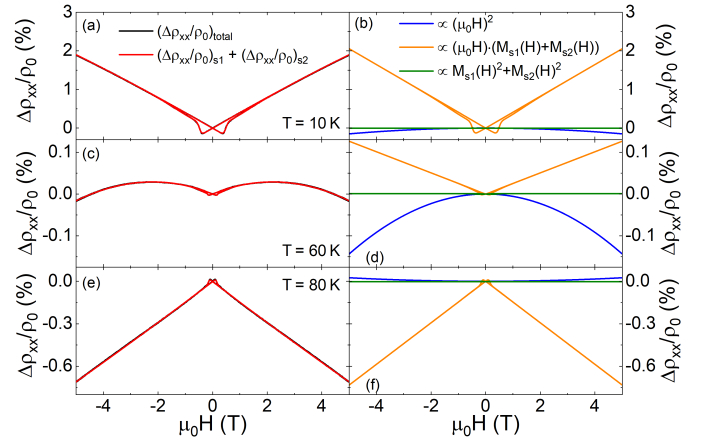 (a)
(Δρxx/ρ0)total
(Δρxx/ρ0)s1 + (Δρxx/ρ0)s2
T = 10 K
Δρxx/ρ0 (%)
3
2
1
0
(b)
∝ (μ0H)²
∝ (μ0H)·(Ms1(H)+Ms2(H))
∝ Ms1(H)²+Ms2(H)²
3
2
1
0
Δρxx/ρ0 (%)
(c)
T = 60 K
Δρxx/ρ0 (%)
0.1
0.0
-0.1
(d)
0.1
0.0
-0.1
Δρxx/ρ0 (%)
(e)
T = 80 K
Δρxx/ρ0 (%)
0.0
-0.3
-0.6
(f)
0.0
-0.3
-0.6
Δρxx/ρ0 (%)
-4 -2 0 2 4
μ0H (T)
-4 -2 0 2 4
μ0H (T)